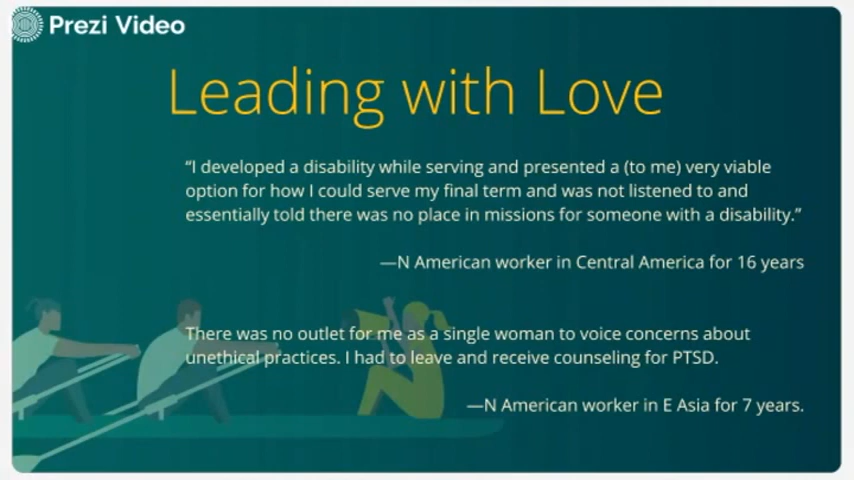 Prezi Video
Leading with Love
“I developed a disability while serving and presented a (to me) very viable
option for how I could serve my final term and was not listened to and
essentially told there was no place in missions for someone with a disability.”
—N American worker in Central America for 16 years
There was no outlet for me as a single woman to voice concerns about
unethical practices. I had to leave and receive counseling for PTSD.
—N American worker in E Asia for 7 years.